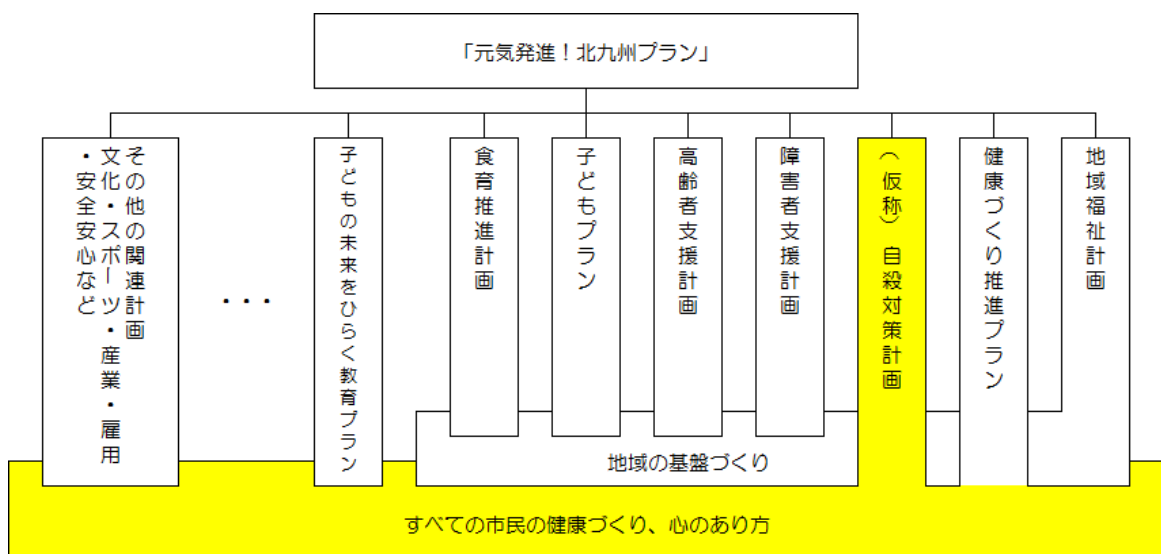 「元気発進！北九州プラン」
地域福祉計画
健康づくり推進プラン
（仮称）自殺対策計画
障害者支援計画
高齢者支援計画
子どもプラン
食育推進計画
子どもの未来をひらく教育プラン
・・・
その他の関連計画
文化・スポーツ・産業・雇用
・安全安心など
地域の基盤づくり
すべての市民の健康づくり、心のあり方